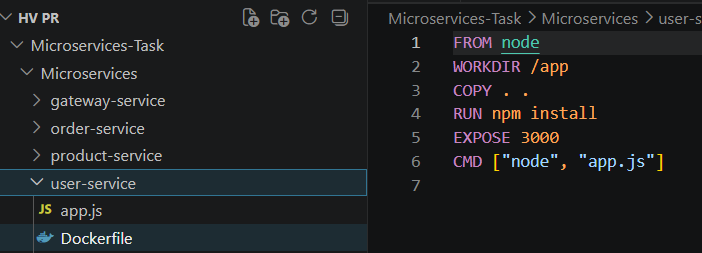 HV PR
Microservices-Task
Microservices
gateway-service
order-service
product-service
user-service
JS app.js
Dockerfile
Microservices-Task > Microservices > user-s
1 FROM node
2 WORKDIR /app
3 COPY . .
4 RUN npm install
5 EXPOSE 3000
6 CMD ["node", "app.js"]
7